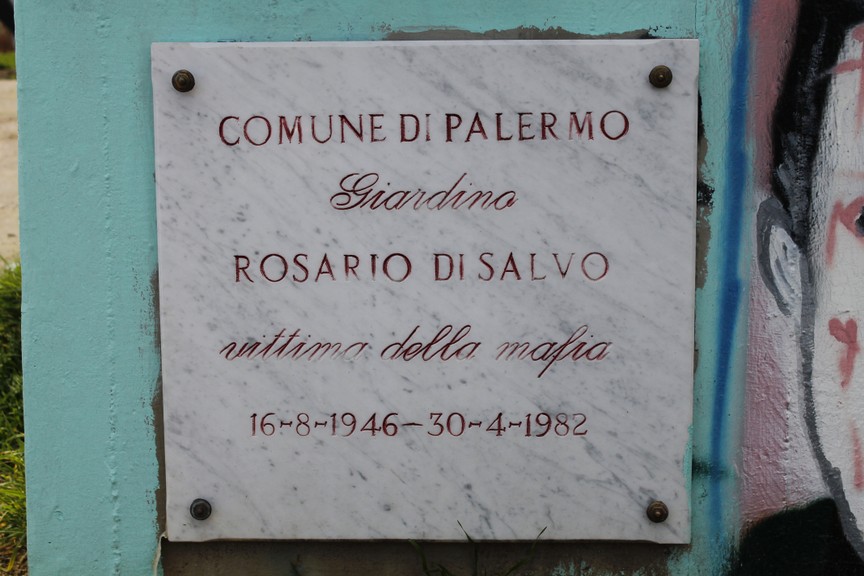 COMUNE DI PALERMO
Giardino
ROSARIO DI SALVO
vittima della mafia
16-8-1946-30-4-1982